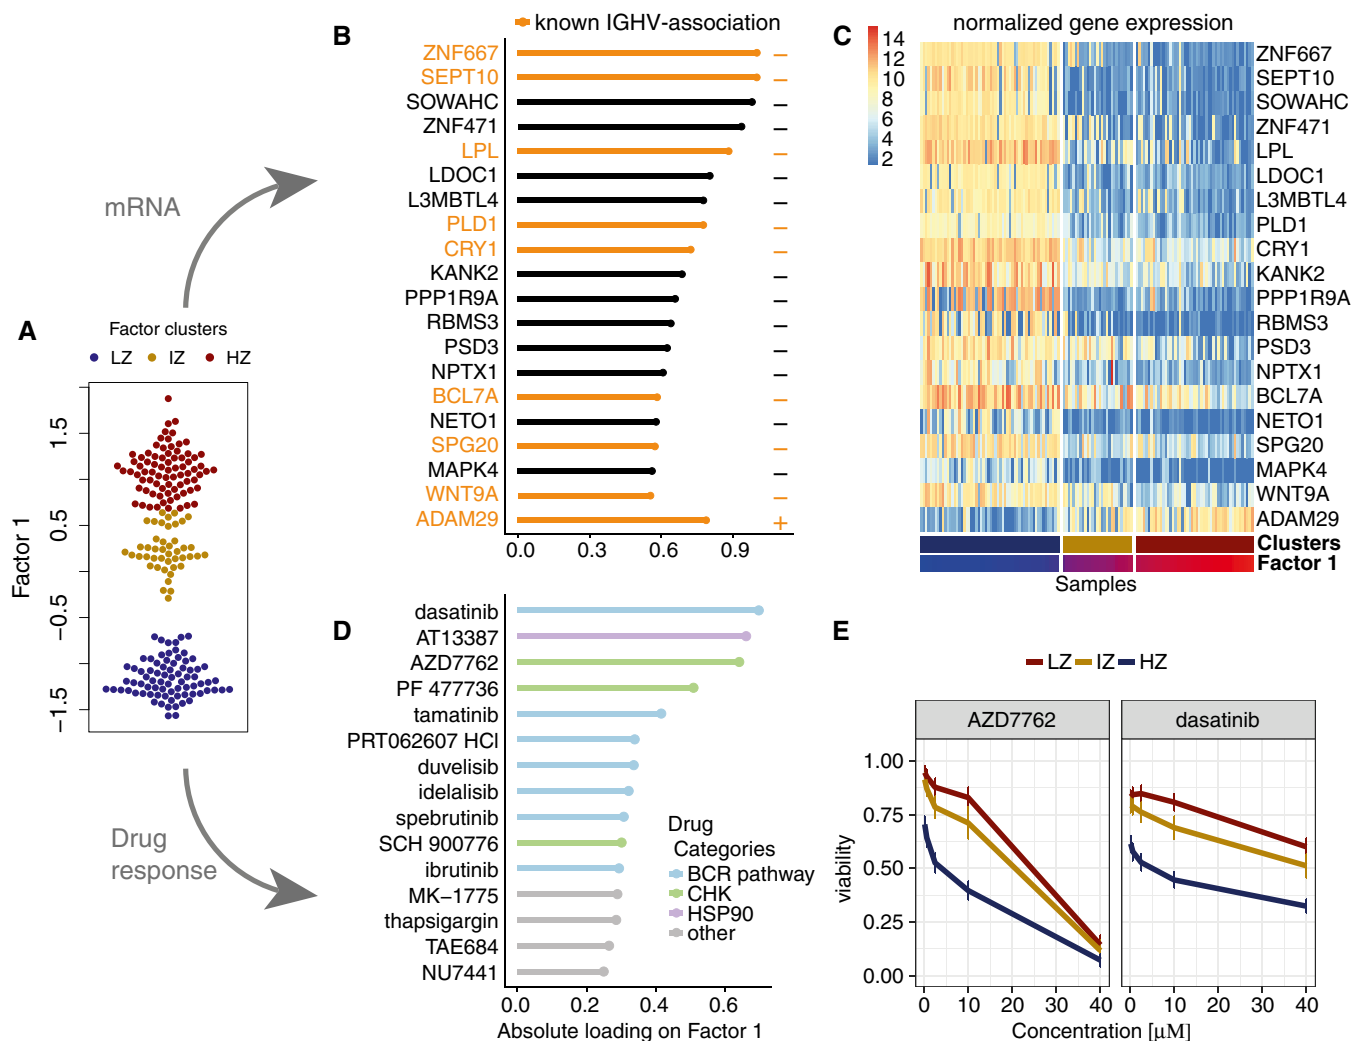 A
Factor clusters
LZ IZ HZ
Factor 1
1.5
0.5
−0.5
−1.5
mRNA
Drug
response
B
known IGHV-association
ZNF667 −
SEPT10 −
SOWAHC −
ZNF471 −
LPL −
LDOC1 −
L3MBTL4 −
PLD1 −
CRY1 −
KANK2 −
PPP1R9A −
RBMS3 −
PSD3 −
NPTX1 −
BCL7A −
NETO1 −
SPG20 −
MAPK4 −
WNT9A −
ADAM29 +
0.0 0.3 0.6 0.9
C
normalized gene expression
14
12
10
8
6
4
2
ZNF667
SEPT10
SOWAHC
ZNF471
LPL
LDOC1
L3MBTL4
PLD1
CRY1
KANK2
PPP1R9A
RBMS3
PSD3
NPTX1
BCL7A
NETO1
SPG20
MAPK4
WNT9A
ADAM29
Clusters
Factor 1
Samples
D
dasatinib
AT13387
AZD7762
PF 477736
tamatinib
PRT062607 HCl
duvelisib
idelalisib
spebrutinib
SCH 900776
ibrutinib
MK−1775
thapsigargin
TAE684
NU7441
Drug
Categories
BCR pathway
CHK
HSP90
other
0.0 0.2 0.4 0.6
Absolute loading on Factor 1
E
LZ IZ HZ
AZD7762 dasatinib
viability
1.00
0.75
0.50
0.25
0.00
0 10 20 30 40 0 10 20 30 40
Concentration [µM]